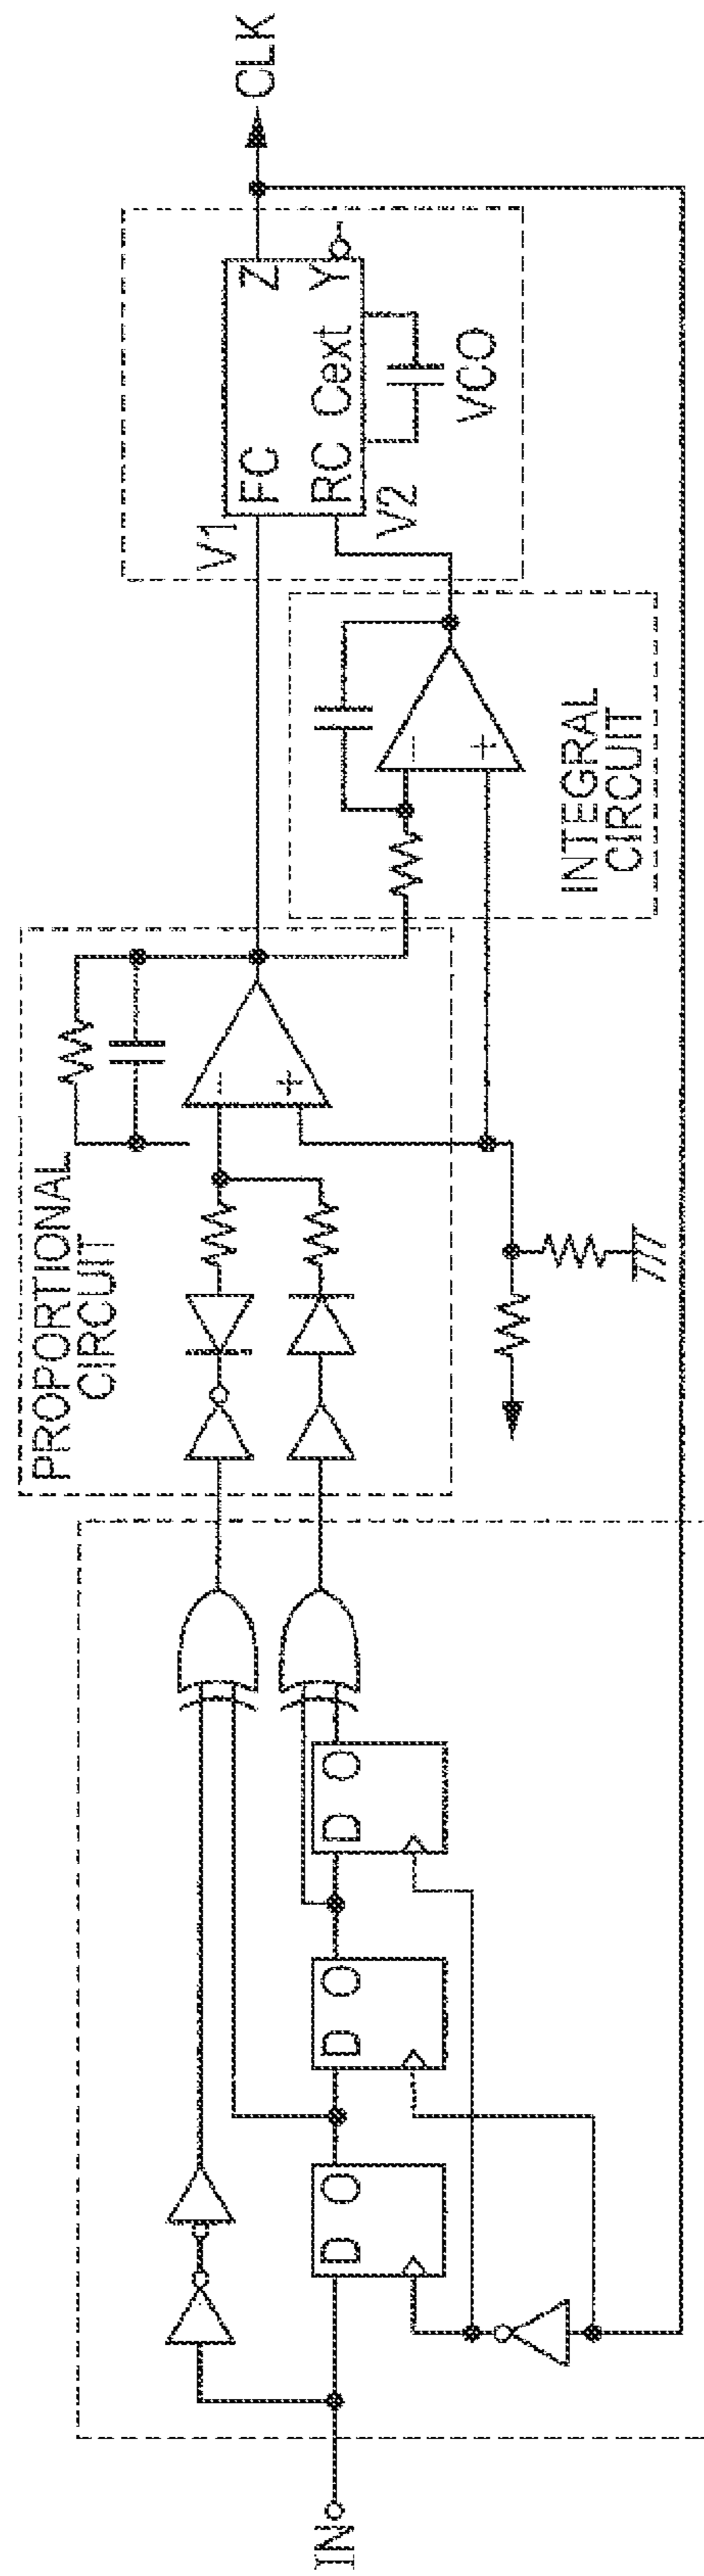 IN
D O
D O
D O
PROPORTIONAL
CIRCUIT
−
+
INTEGRAL
CIRCUIT
−
+
V1
V2
FC Z
RC Cext Y
VCO
CLK